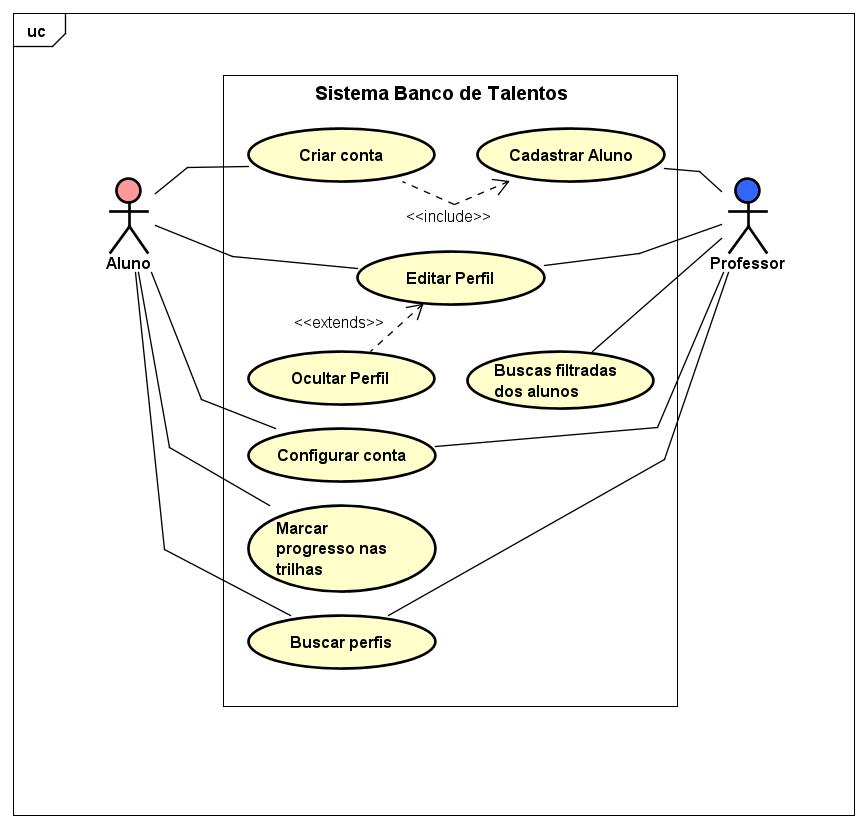 uc
Sistema Banco de Talentos
Criar conta
Cadastrar Aluno
<<include>>
Aluno
Professor
Editar Perfil
<<extends>>
Ocultar Perfil
Buscas filtradas
dos alunos
Configurar conta
Marcar
progresso nas
trilhas
Buscar perfis